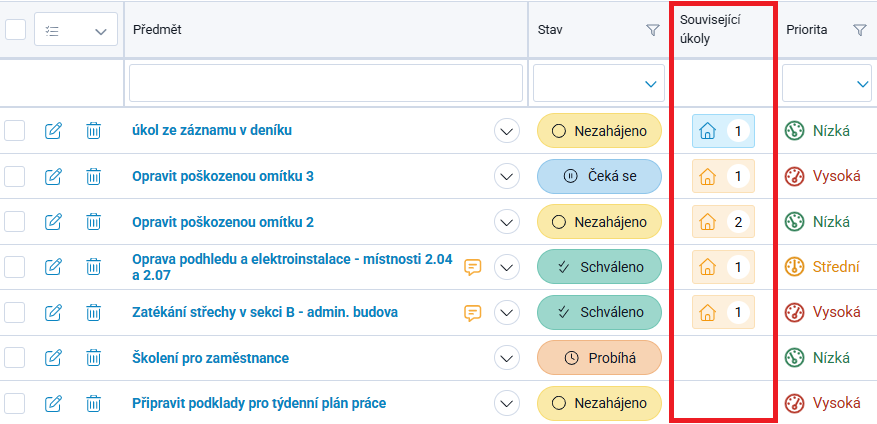 Předmět Stav Související úkoly Priorita
úkol ze záznamu v deníku Nezahájeno 1 Nízká
Opravit poškozenou omítku 3 Čeká se 1 Vysoká
Opravit poškozenou omítku 2 Nezahájeno 2 Nízká
Oprava podhledu a elektroinstalace - místnosti 2.04
a 2.07 Schváleno 1 Střední
Zatékání střechy v sekci B - admin. budova Schváleno 1 Vysoká
Školení pro zaměstnance Probíhá Nízká
Připravit podklady pro týdenní plán práce Nezahájeno Vysoká